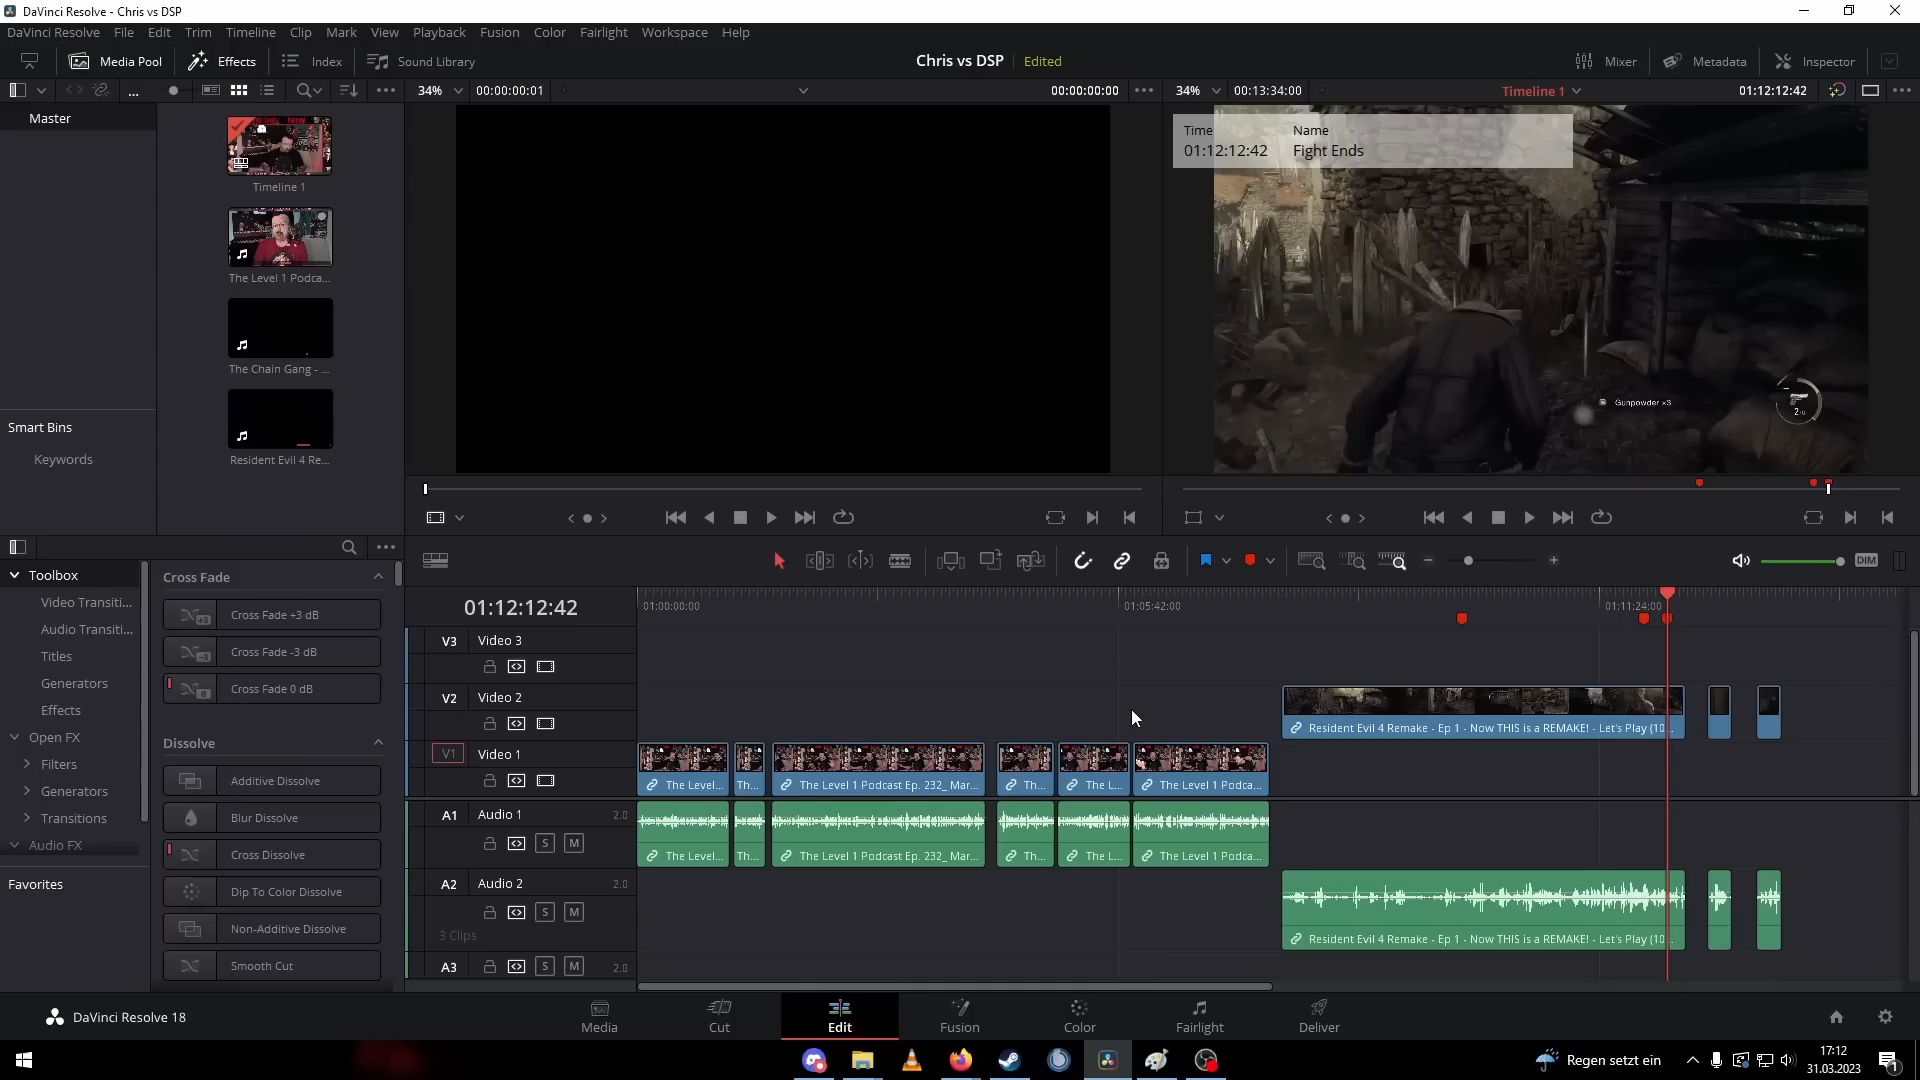 DaVinci Resolve - Chris vs DSP
DaVinci Resolve File Edit Trim Timeline Clip Mark View Playback Fusion Color Fairlight Workspace Help
Media Pool Effects Index Sound Library Chris vs DSP Edited Mixer Metadata Inspector
... 34% 00:00:00:01 00:00:00:00 ••• 34% 00:13:34:00 Timeline 1 01:12:12:42 •••
Master
Timeline 1
The Level 1 Podca...
The Chain Gang - ...
Resident Evil 4 Re...
Smart Bins
Keywords
Time Name
01:12:12:42 Fight Ends
Gunpowder ×3
Toolbox
Video Transiti...
Audio Transiti...
Titles
Generators
Effects
Open FX
Filters
Generators
Transitions
Audio FX
Favorites
Cross Fade
+3 Cross Fade +3 dB
-3 Cross Fade -3 dB
0 Cross Fade 0 dB
Dissolve
Additive Dissolve
Blur Dissolve
Cross Dissolve
Dip To Color Dissolve
Non-Additive Dissolve
Smooth Cut
DIM
01:12:12:42 01:00:00:00 01:05:42:00 01:11:24:00
V3 Video 3
V2 Video 2
Resident Evil 4 Remake - Ep 1 - Now THIS is a REMAKE! - Let's Play (10...
V1 Video 1
The Level... Th... The Level 1 Podcast Ep. 232_ Mar... Th... The L... The Level 1 Podca...
A1 Audio 1 2.0
S M
The Level... Th... The Level 1 Podcast Ep. 232_ Mar... Th... The L... The Level 1 Podca...
A2 Audio 2 2.0
S M
3 Clips
Resident Evil 4 Remake - Ep 1 - Now THIS is a REMAKE! - Let's Play (10...
A3 S M 2.0
DaVinci Resolve 18
Media Cut Edit Fusion Color Fairlight Deliver
Regen setzt ein
17:12
31.03.2023
1